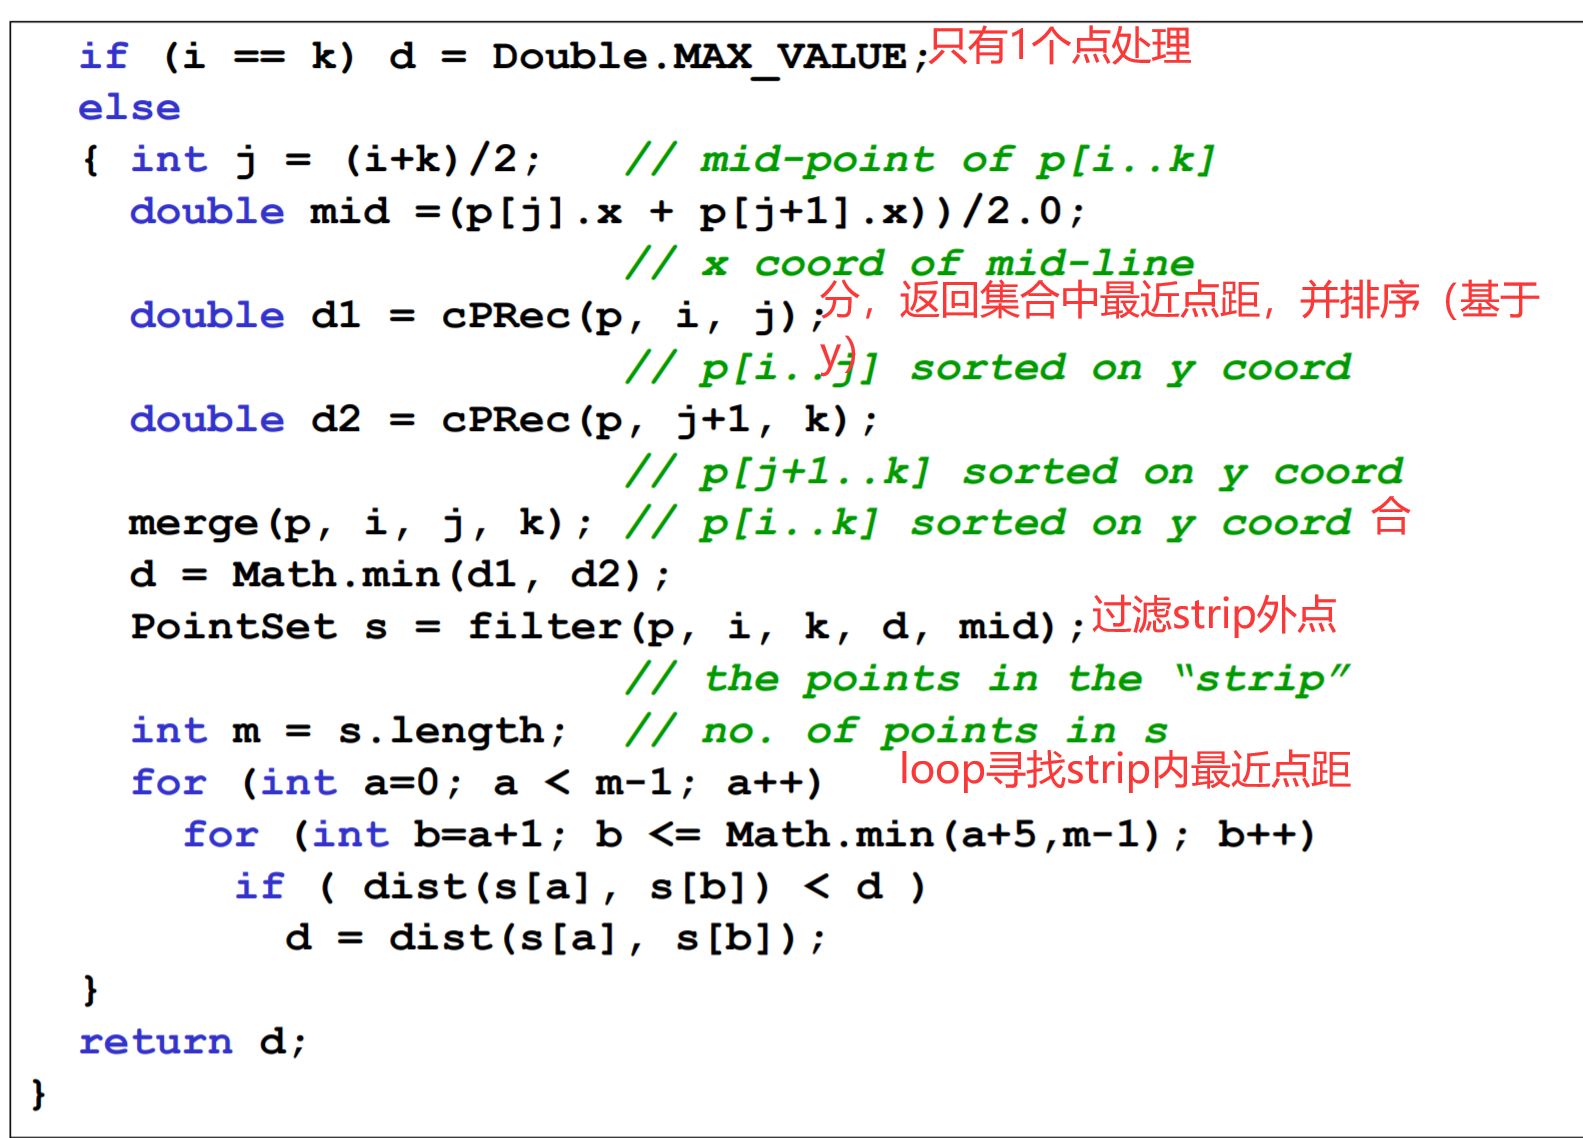 if (i == k) d = Double.MAX_VALUE; 只有1个点处理
else
{ int j = (i+k)/2; // mid-point of p[i..k]
double mid =(p[j].x + p[j+1].x))/2.0;
// x coord of mid-line
double d1 = cPRec(p, i, j); 分，返回集合中最近点距，并排序（基于
y)
// p[i..j] sorted on y coord
double d2 = cPRec(p, j+1, k);
// p[j+1..k] sorted on y coord
merge(p, i, j, k); // p[i..k] sorted on y coord 合
d = Math.min(d1, d2);
PointSet s = filter(p, i, k, d, mid); 过滤strip外点
// the points in the “strip”
int m = s.length; // no. of points in s
for (int a=0; a < m-1; a++) loop寻找strip内最近点距
for (int b=a+1; b <= Math.min(a+5,m-1); b++)
if ( dist(s[a], s[b]) < d )
d = dist(s[a], s[b]);
}
return d;
}